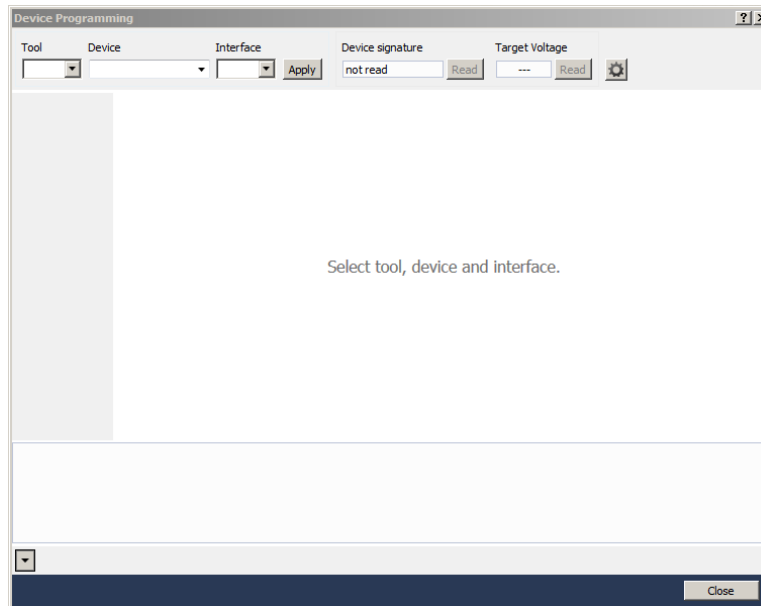 Device Programming
Tool Device Interface Device signature Target Voltage
Apply not read Read --- Read
Select tool, device and interface.
Close